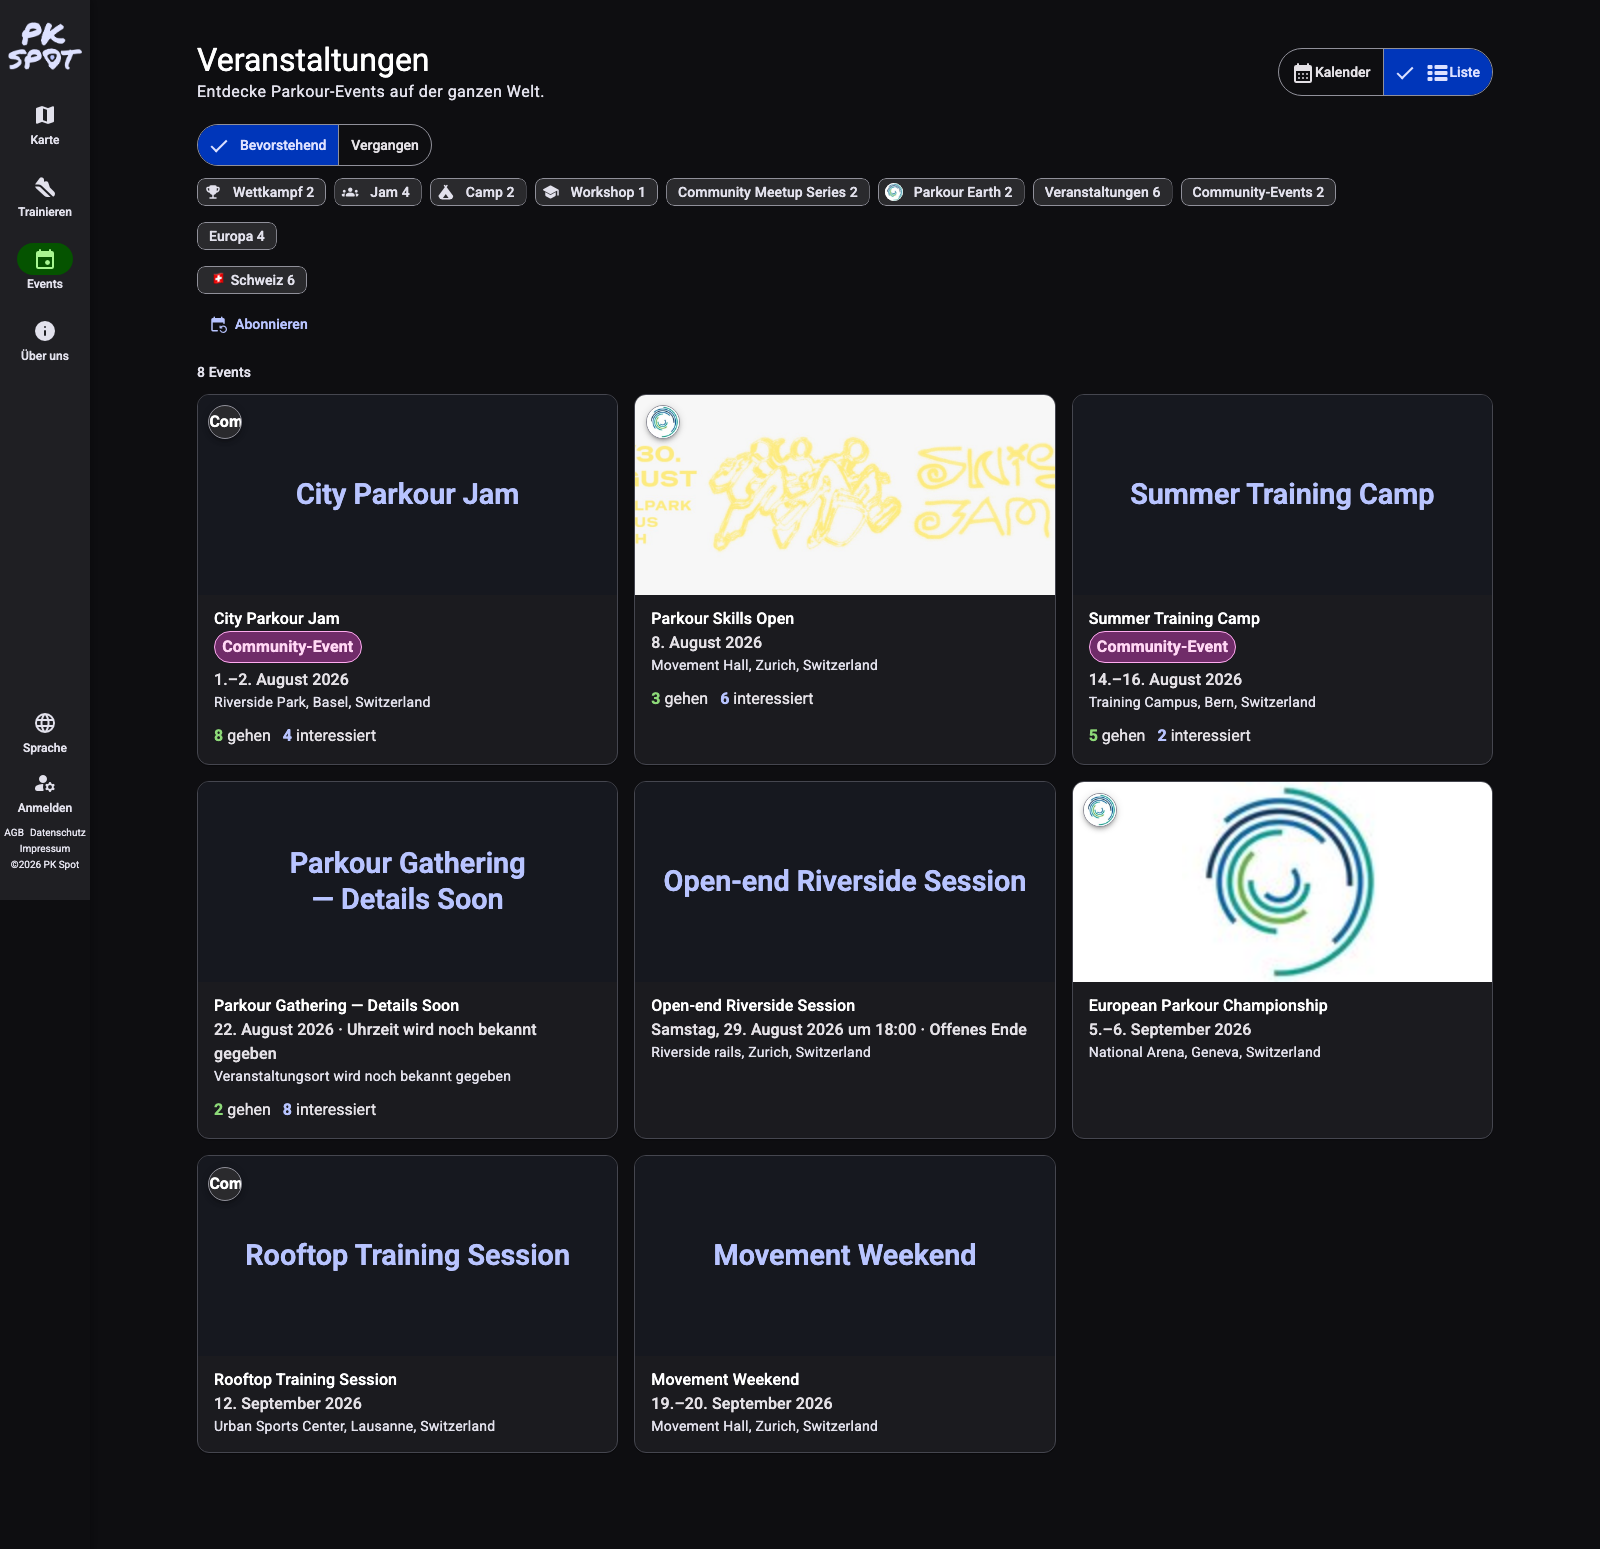 PK
SPOT
Karte
Trainieren
Events
Über uns
Sprache
Anmelden
AGB Datenschutz
Impressum
©2026 PK Spot
Veranstaltungen
Entdecke Parkour-Events auf der ganzen Welt.
Kalender
Liste
Bevorstehend
Vergangen
Wettkampf 2
Jam 4
Camp 2
Workshop 1
Community Meetup Series 2
Parkour Earth 2
Veranstaltungen 6
Community-Events 2
Europa 4
Schweiz 6
Abonnieren
8 Events
Com
City Parkour Jam
City Parkour Jam
Community-Event
1.–2. August 2026
Riverside Park, Basel, Switzerland
8 gehen 4 interessiert
30.
GUST
LPARK
US
H
SKILLS
JAM
Parkour Skills Open
8. August 2026
Movement Hall, Zurich, Switzerland
3 gehen 6 interessiert
Summer Training Camp
Summer Training Camp
Community-Event
14.–16. August 2026
Training Campus, Bern, Switzerland
5 gehen 2 interessiert
Parkour Gathering
— Details Soon
Parkour Gathering — Details Soon
22. August 2026 · Uhrzeit wird noch bekannt
gegeben
Veranstaltungsort wird noch bekannt gegeben
2 gehen 8 interessiert
Open-end Riverside Session
Open-end Riverside Session
Samstag, 29. August 2026 um 18:00 · Offenes Ende
Riverside rails, Zurich, Switzerland
European Parkour Championship
5.–6. September 2026
National Arena, Geneva, Switzerland
Com
Rooftop Training Session
Rooftop Training Session
12. September 2026
Urban Sports Center, Lausanne, Switzerland
Movement Weekend
Movement Weekend
19.–20. September 2026
Movement Hall, Zurich, Switzerland